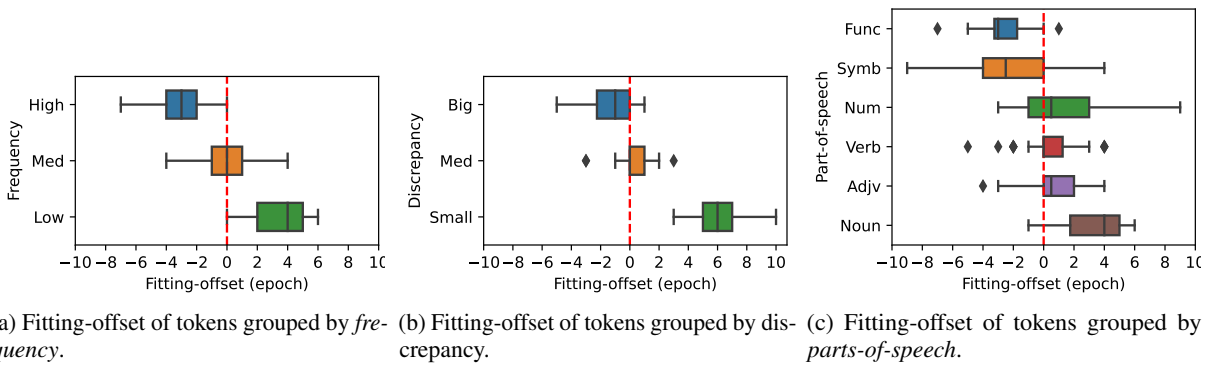 High
Med
Low
Frequency
−10 −8 −6 −4 −2 0 2 4 6 8 10
Fitting-offset (epoch)
Big
Med
Small
Discrepancy
−10 −8 −6 −4 −2 0 2 4 6 8 10
Fitting-offset (epoch)
Func
Symb
Num
Verb
Adjv
Noun
Part-of-speech
−10 −8 −6 −4 −2 0 2 4 6 8 10
Fitting-offset (epoch)
a) Fitting-offset of tokens grouped by fre-
quency.
(b) Fitting-offset of tokens grouped by dis-
crepancy.
(c) Fitting-offset of tokens grouped by
parts-of-speech.